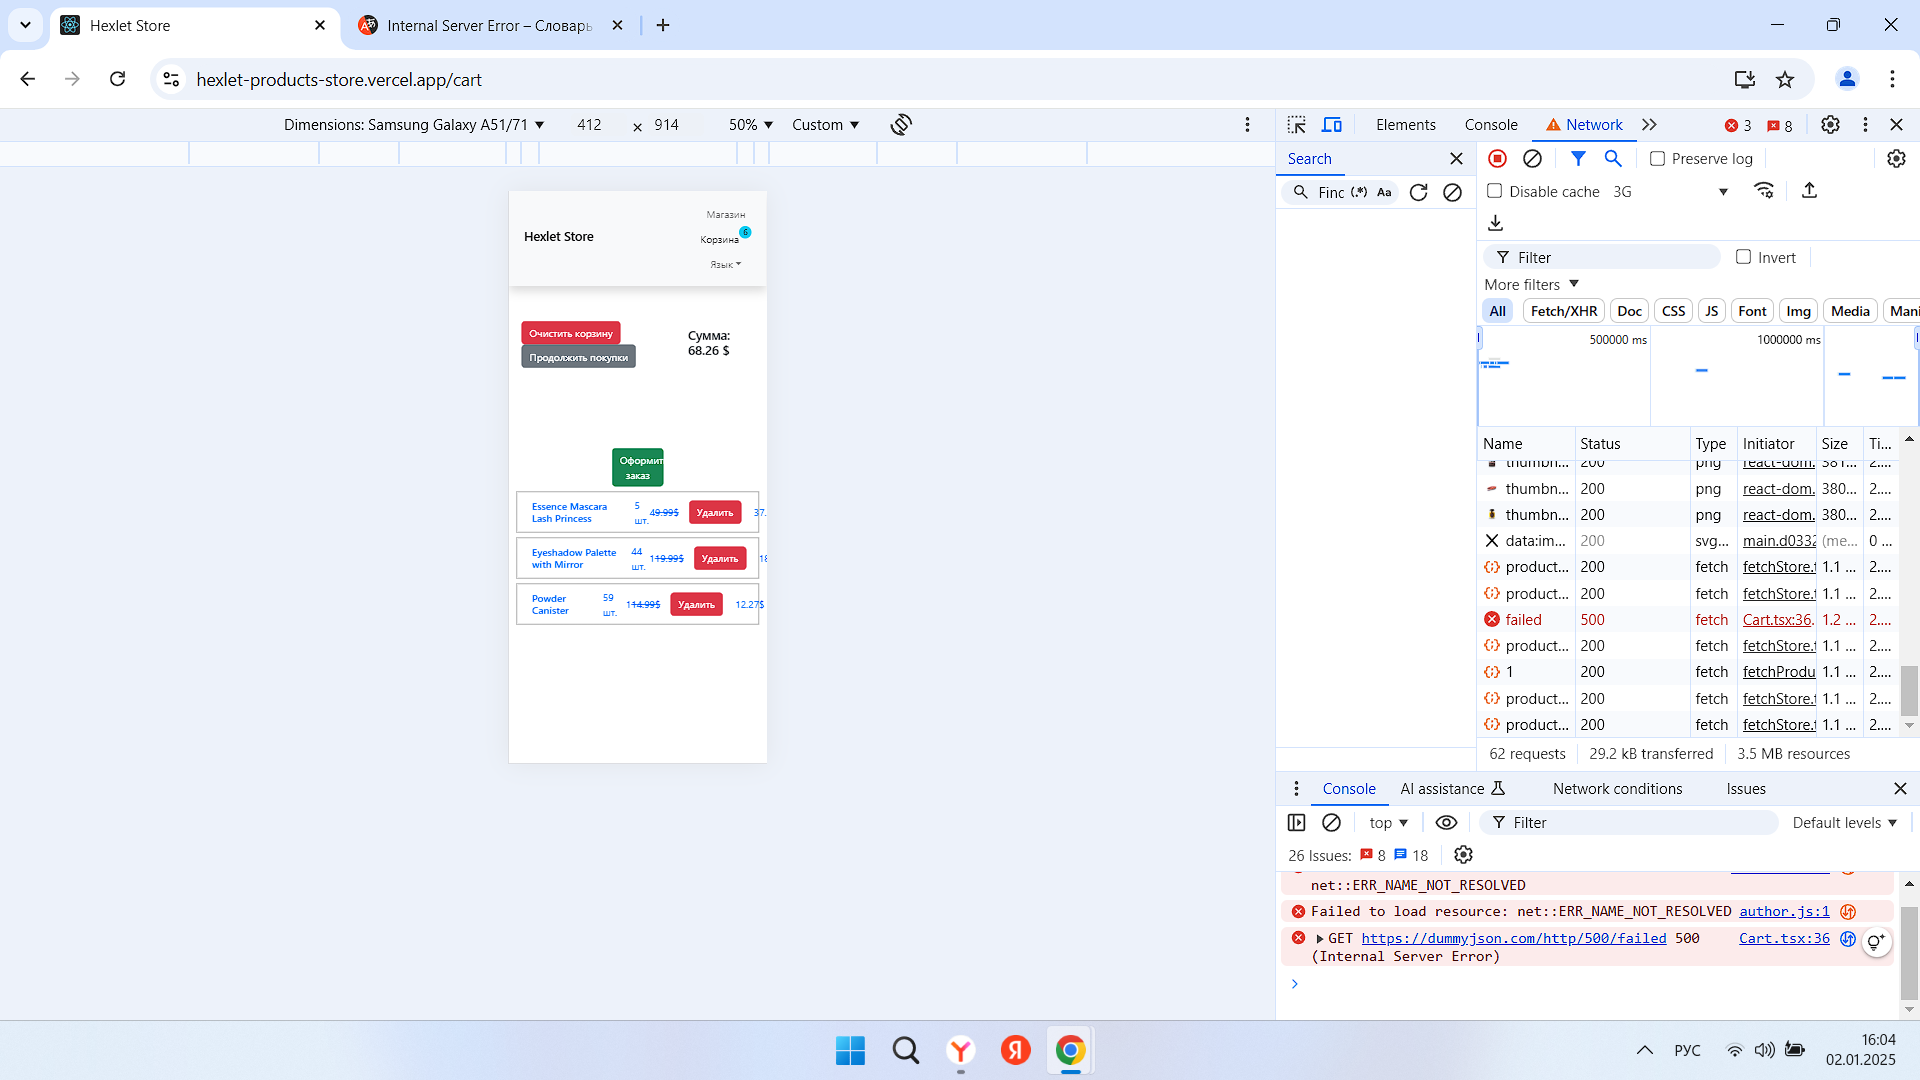 Hexlet Store
Internal Server Error – Словарь
hexlet-products-store.vercel.app/cart
Dimensions: Samsung Galaxy A51/71 412 × 914 50% Custom
Elements Console Network 3 8
Search
Preserve log
Finc (.*) Aa
Disable cache 3G
Filter
Invert
More filters
All Fetch/XHR Doc CSS JS Font Img Media Mani
500000 ms 1000000 ms
Name Status Type Initiator Size Ti...
thumbn... 200 png react-dom. 381... 2....
thumbn... 200 png react-dom. 380... 2....
thumbn... 200 png react-dom. 380... 2....
data:im... 200 svg... main.d0332 (me... 0 ...
product... 200 fetch fetchStore.t 1.1 ... 2....
product... 200 fetch fetchStore.t 1.1 ... 2....
failed 500 fetch Cart.tsx:36. 1.2 ... 2....
product... 200 fetch fetchStore.t 1.1 ... 2....
1 200 fetch fetchProdu 1.1 ... 2....
product... 200 fetch fetchStore.t 1.1 ... 2....
product... 200 fetch fetchStore.t 1.1 ... 2....
62 requests 29.2 kB transferred 3.5 MB resources
Console AI assistance Network conditions Issues
top Filter Default levels
26 Issues: 8 18
net::ERR_NAME_NOT_RESOLVED
Failed to load resource: net::ERR_NAME_NOT_RESOLVED author.js:1
GET https://dummyjson.com/http/500/failed 500 Cart.tsx:36
(Internal Server Error)
Hexlet Store
Магазин
Корзина 6
Язык
Очистить корзину
Продолжить покупки
Сумма:
68.26 $
Оформит
заказ
Essence Mascara
Lash Princess
5
шт.
49.99$
Удалить
37.
Eyeshadow Palette
with Mirror
44
шт.
119.99$
Удалить
18
Powder
Canister
59
шт.
114.99$
Удалить
12.27$
РУС
16:04
02.01.2025